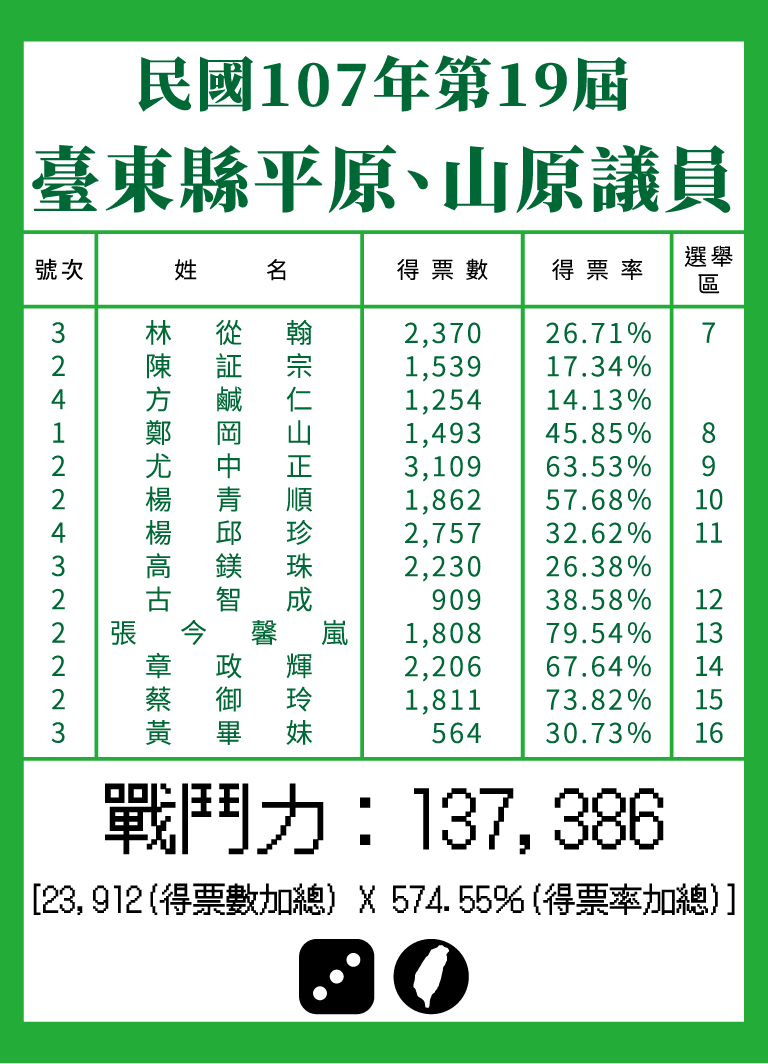 民國107年第19屆
臺東縣平原、山原議員
號次 姓名 得票數 得票率 選舉區
3 林從翰 2,370 26.71% 7
2 陳証宗 1,539 17.34%
4 方鹹仁 1,254 14.13%
1 鄭岡山 1,493 45.85% 8
2 尤中正 3,109 63.53% 9
2 楊青順 1,862 57.68% 10
4 楊邱珍 2,757 32.62% 11
3 高鎂珠 2,230 26.38%
2 古智成 909 38.58% 12
2 張今馨嵐 1,808 79.54% 13
2 章政輝 2,206 67.64% 14
2 蔡御玲 1,811 73.82% 15
3 黃畢妹 564 30.73% 16
戰鬥力：137,386
[23,912(得票數加總) X 574.55%(得票率加總)]